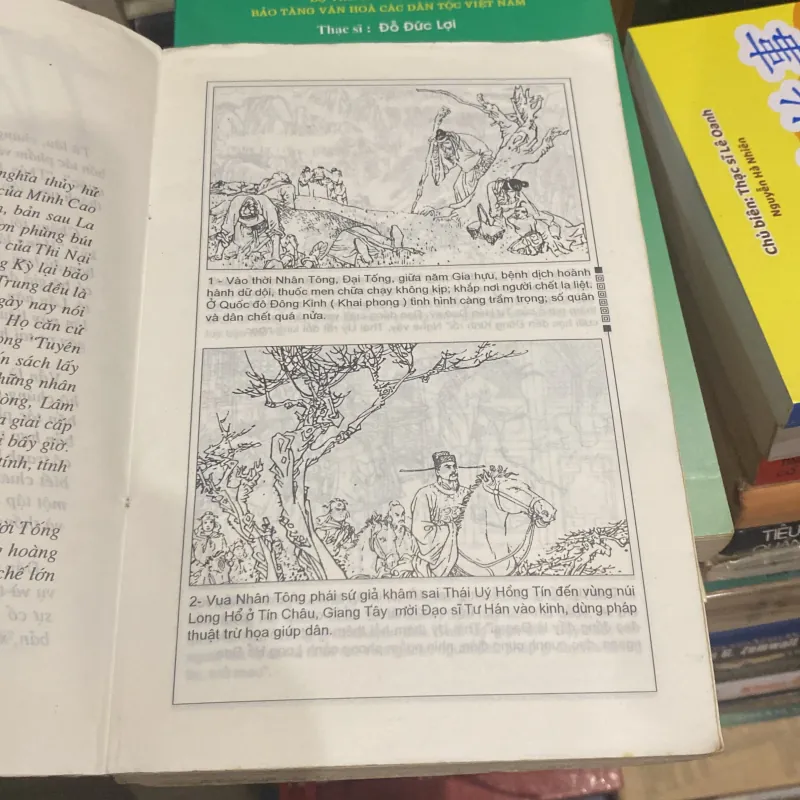 BẢO TÀNG VĂN HOÁ CÁC DÂN TỘC VIỆT NAM
Thạc sĩ : Đỗ Đức Lợi
nghĩa thủy hử
của Minh Cao
bản sau La
phùng bút
của Thi Nại
Kỳ lại bảo
Trung đều là
gày nay nói
Họ căn cứ
ong 'Tuyên
n sách lấy
hững nhân
òng, Lâm
a giai cấp
bấy giờ.
tính, tính
ời Tống
hoàng
chế lớn
1 - Vào thời Nhân Tông, Đại Tống, giữa năm Gia hựu, bệnh dịch hoành
hành dữ dội, thuốc men chữa chạy không kịp; khắp nơi người chết la liệt.
Ở Quốc đô Đông Kinh ( Khai phong ) tình hình càng trầm trọng; số quân
và dân chết quá nửa.
2- Vua Nhân Tông phái sứ giả khâm sai Thái Uý Hồng Tín đến vùng núi
Long Hổ ở Tín Châu, Giang Tây mời Đạo sĩ Tư Hán vào kinh, dùng pháp
thuật trừ họa giúp dân.
Chủ biên: Thạc sĩ Lê Oanh
Nguyễn Hà Nhiên
TIÊU
QUAN